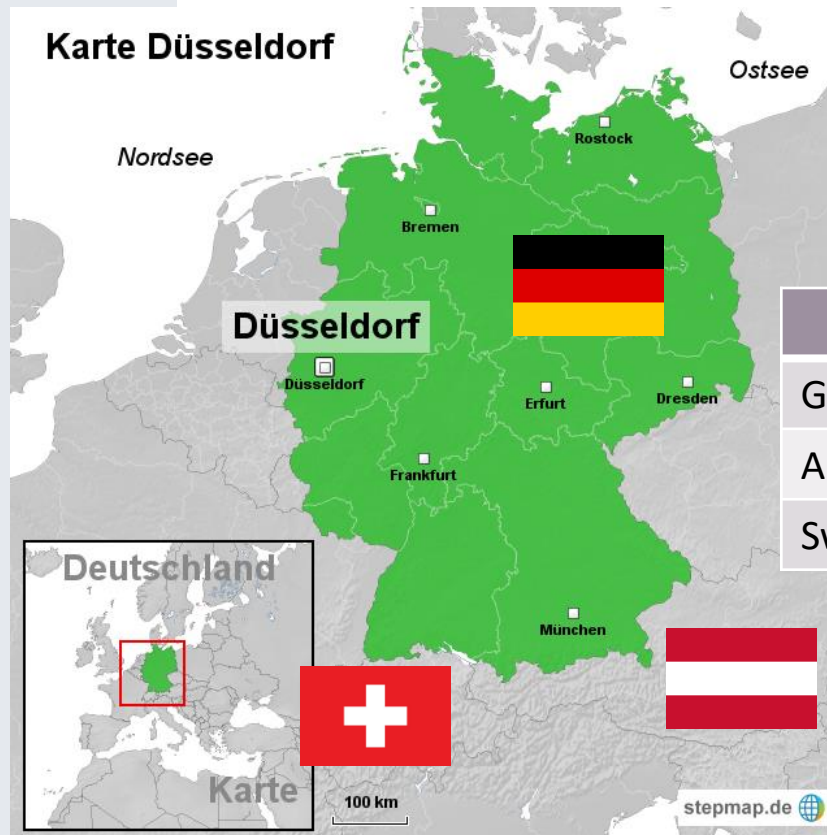 Karte Düsseldorf
Ostsee
Nordsee
Rostock
Bremen
Düsseldorf
Düsseldorf
Erfurt
Dresden
Frankfurt
München
Deutschland
Karte
100 km
stepmap.de
G
A